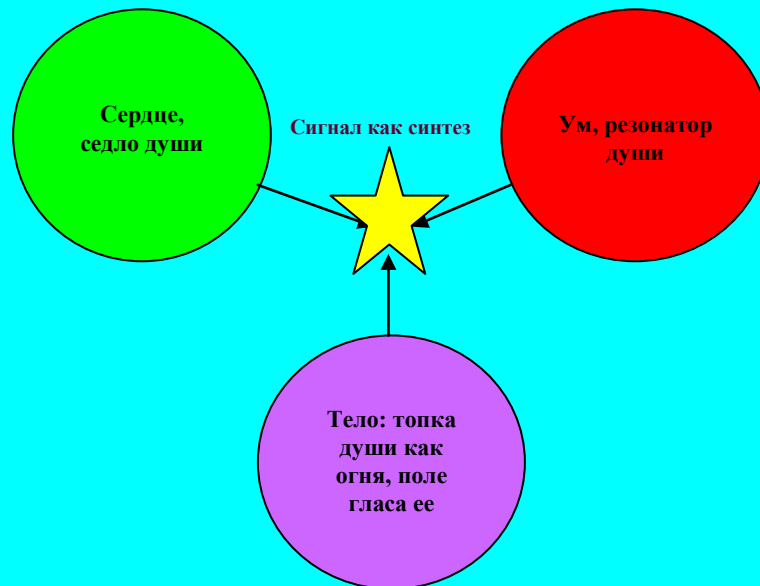 Сердце,
седло души
Сигнал как синтез
Ум, резонатор
души
Тело: топка
души как
огня, поле
гласа ее